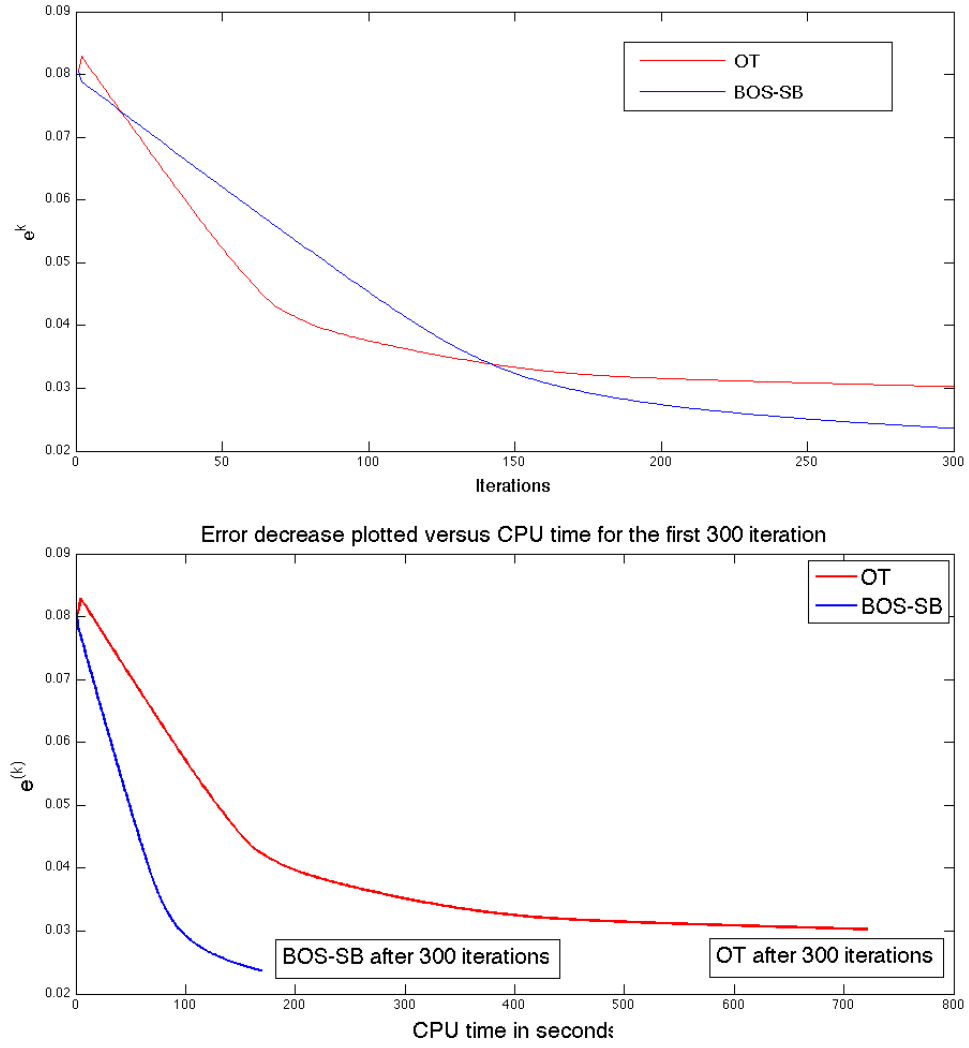 0.09
0.08
0.07
0.06
0.05
0.04
0.03
0.02
e^k
OT
BOS-SB
0 50 100 150 200 250 300
Iterations
Error decrease plotted versus CPU time for the first 300 iteration
0.09
0.08
0.07
0.06
0.05
0.04
0.03
0.02
e^(k)
OT
BOS-SB
BOS-SB after 300 iterations
OT after 300 iterations
0 100 200 300 400 500 600 700 800
CPU time in seconds